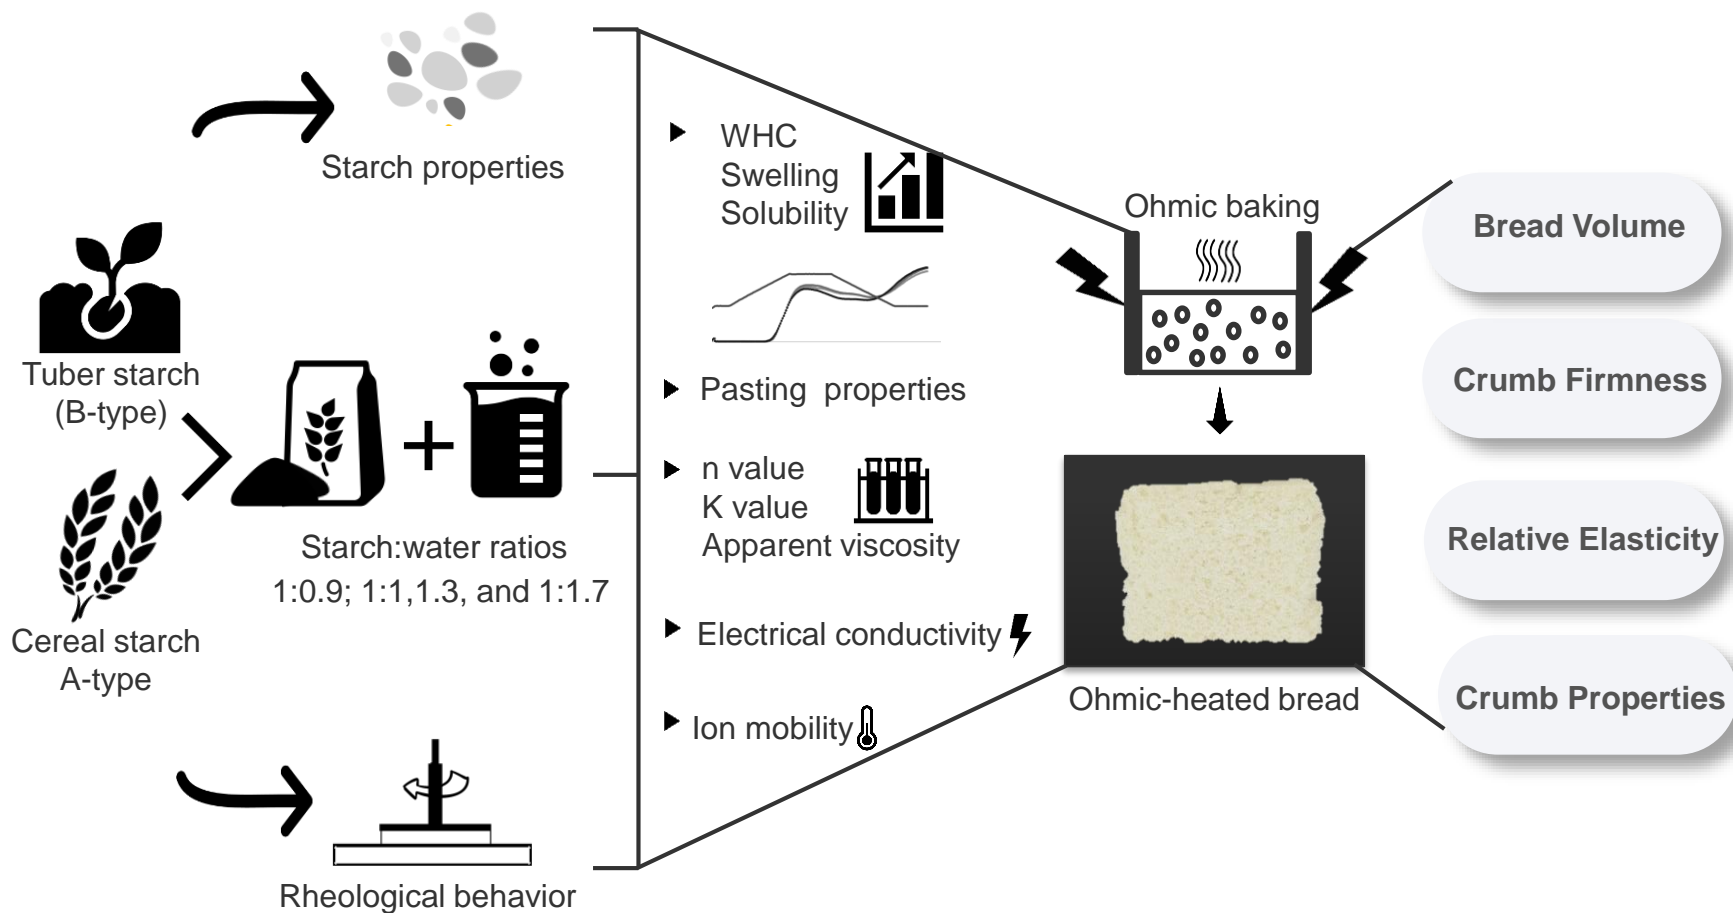 Starch properties
Tuber starch
(B-type)
Cereal starch
A-type
Starch:water ratios
1:0.9; 1:1,1.3, and 1:1.7
Rheological behavior
WHC
Swelling
Solubility
Pasting properties
n value
K value
Apparent viscosity
Electrical conductivity
Ion mobility
Ohmic baking
Ohmic-heated bread
Bread Volume
Crumb Firmness
Relative Elasticity
Crumb Properties